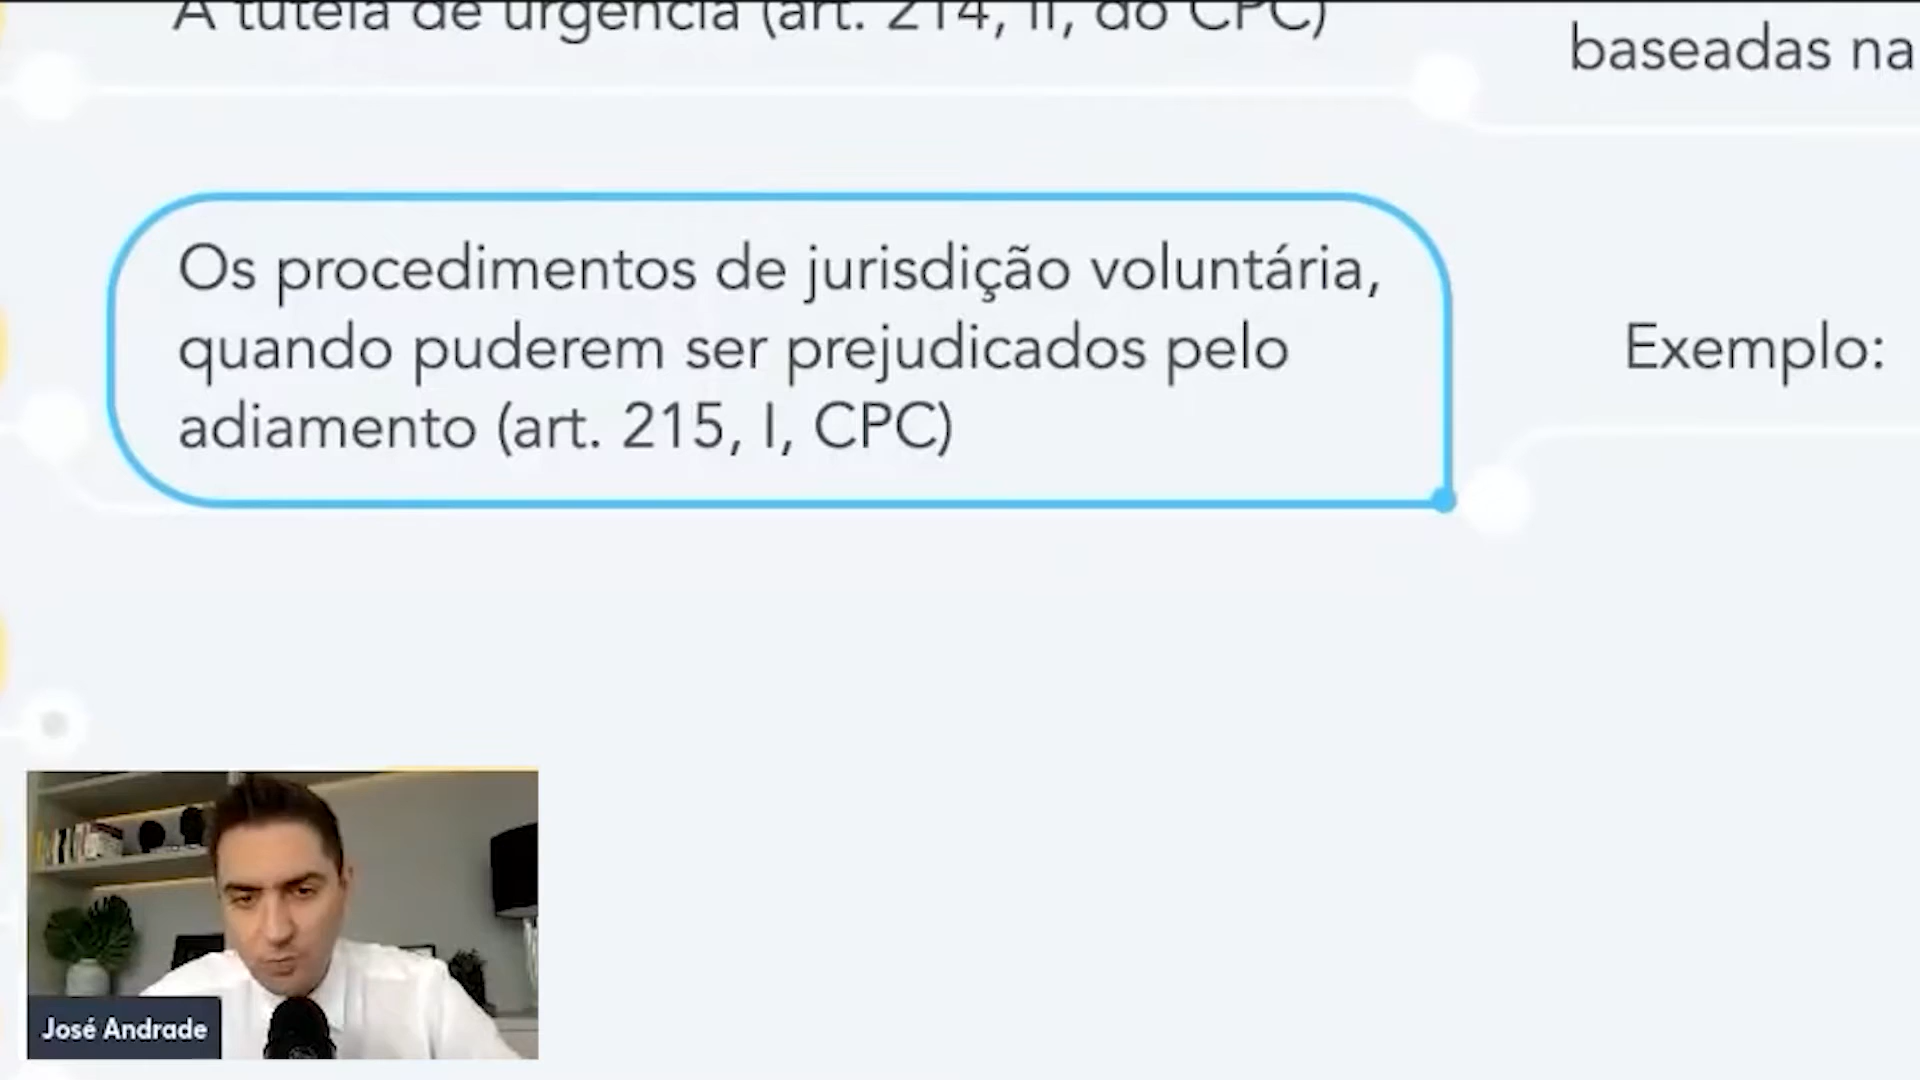 A tutela de urgência (art. 214, II, do CPC)
baseadas na
Os procedimentos de jurisdição voluntária,
quando puderem ser prejudicados pelo
adiamento (art. 215, I, CPC)
Exemplo:
José Andrade